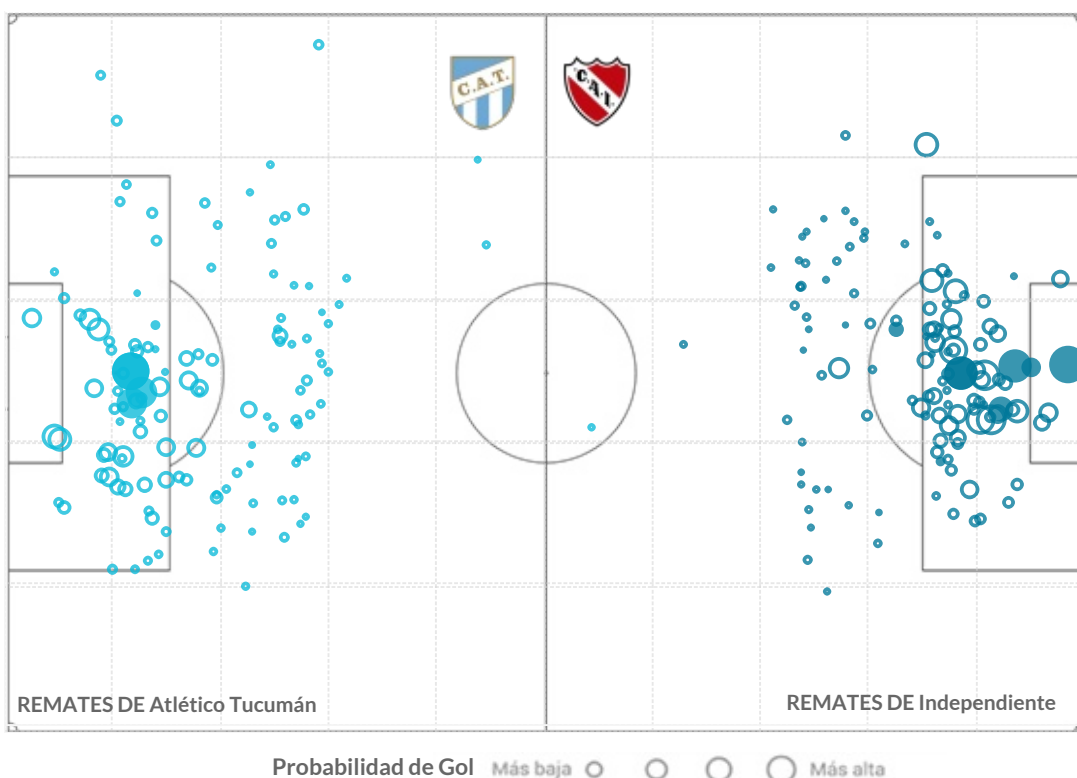 C.A.T.
C.A.I.
REMATES DE Atlético Tucumán
REMATES DE Independiente
Probabilidad de Gol Más baja Más alta